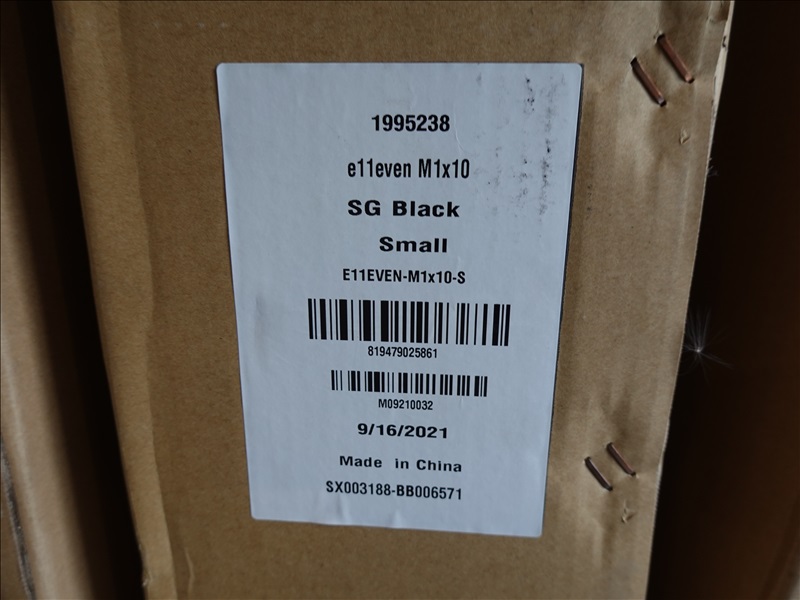 1995238
e11even M1x10
SG Black
Small
E11EVEN-M1x10-S
819479025861
M09210032
9/16/2021
Made in China
SX003188-BB006571